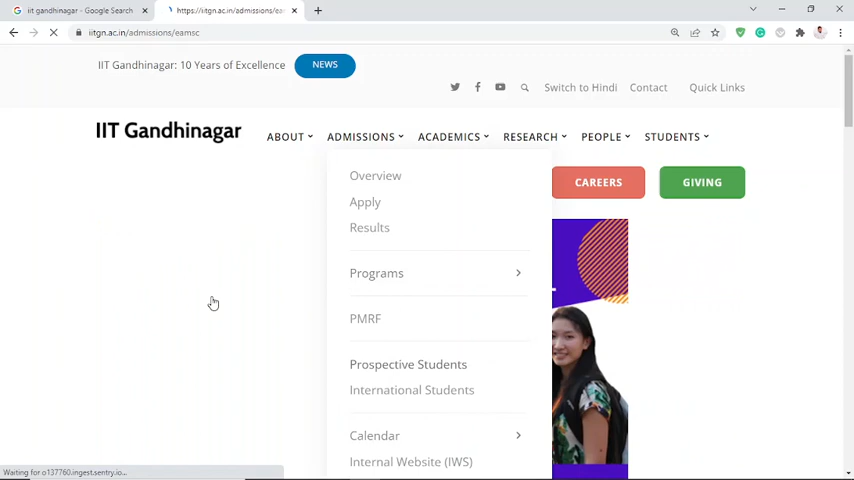 iit gandhinagar - Google Search
https://iitgn.ac.in/admissions/ea
iitgn.ac.in/admissions/eamsc
IIT Gandhinagar: 10 Years of Excellence NEWS
Switch to Hindi Contact Quick Links
IIT Gandhinagar ABOUT ADMISSIONS ACADEMICS RESEARCH PEOPLE STUDENTS
Overview
CAREERS GIVING
Apply
Results
Programs
PMRF
Prospective Students
International Students
Calendar
Internal Website (IWS)
Waiting for o137760.ingest.sentry.io...